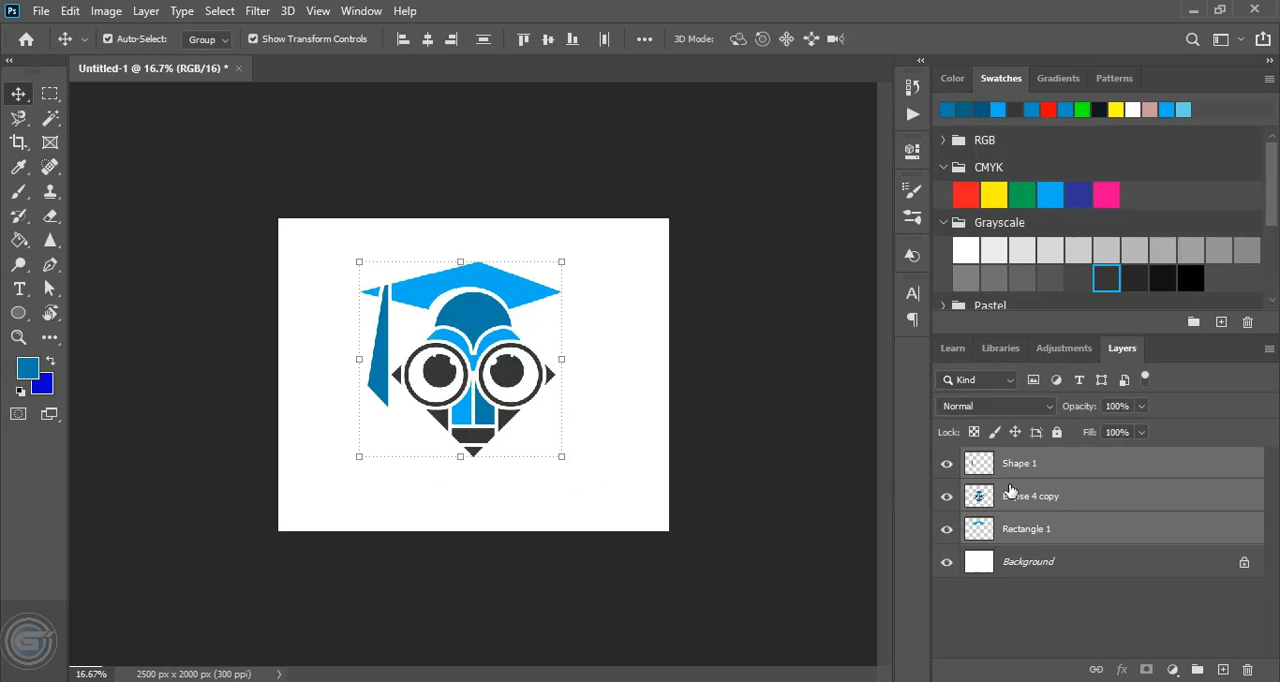 Ps File Edit Image Layer Type Select Filter 3D View Window Help
Auto-Select: Group Show Transform Controls 3D Mode:
Untitled-1 @ 16.7% (RGB/16) *
Color Swatches Gradients Patterns
RGB
CMYK
Grayscale
Pastel
Learn Libraries Adjustments Layers
Kind
Normal Opacity: 100%
Lock: Fill: 100%
Shape 1
Ellipse 4 copy
Rectangle 1
Background
16.67% 2500 px x 2000 px (300 ppi)